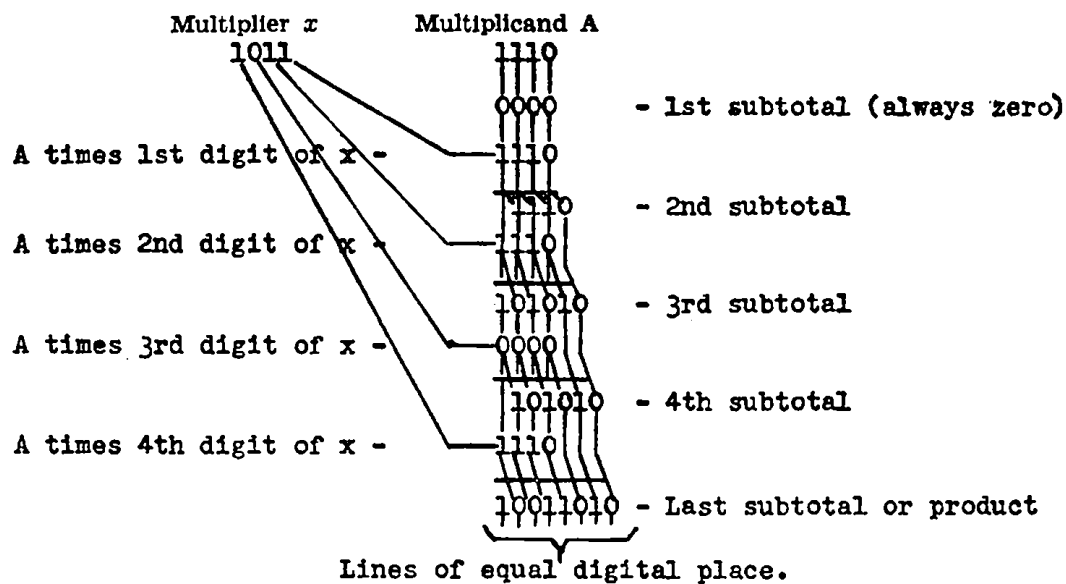 Multiplier x Multiplicand A
1011 1110
0000 - 1st subtotal (always zero)
A times 1st digit of x - 1110
1110 - 2nd subtotal
A times 2nd digit of x - 1110
101010 - 3rd subtotal
A times 3rd digit of x - 0000
101010 - 4th subtotal
A times 4th digit of x - 1110
10011010 - Last subtotal or product
Lines of equal digital place.